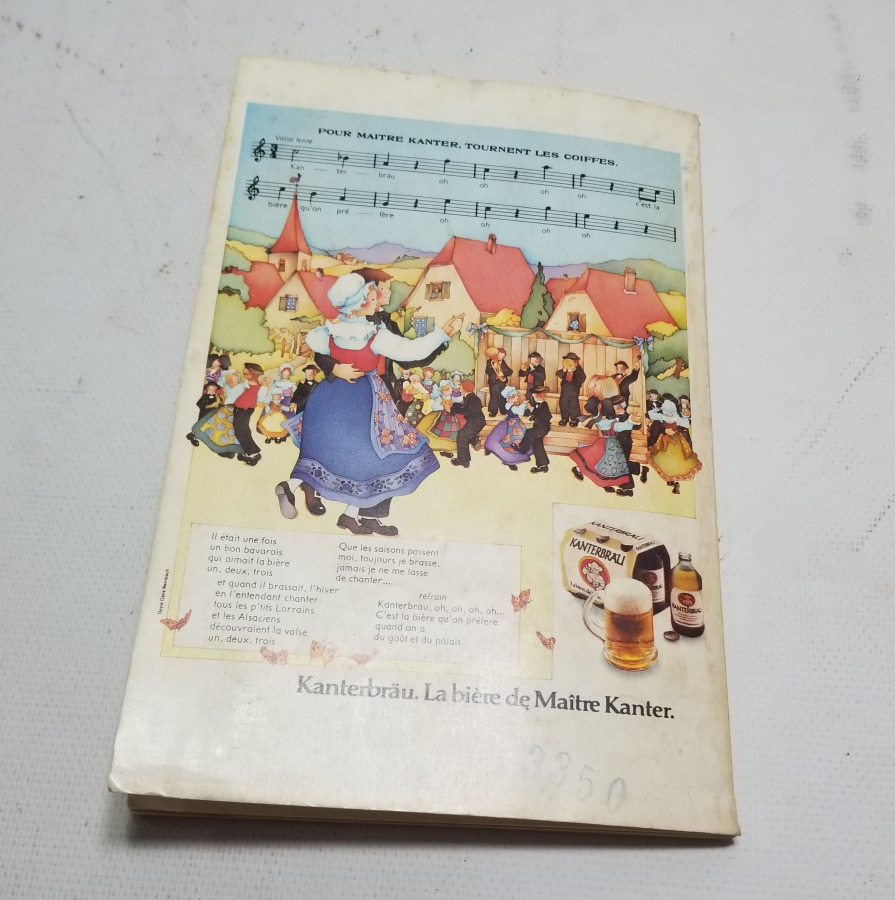 POUR MAITRE KANTER, TOURNENT LES COIFFES.
Valse lente
Kan ter brau oh oh oh oh c'est la
bière qu'on pré fère oh oh oh oh
Il était une fois
un bon bavarois
qui aimait la bière
un, deux, trois
et quand il brassait, l'hiver
en l'entendant chanter,
tous les p'tits Lorrains
et les Alsaciens
découvraient la valse
un, deux, trois
Que les saisons passent
moi, toujours je brasse,
jamais je ne me lasse
de chanter...
refrain
Kanterbräu, oh, oh, oh, oh...
C'est la bière qu'on préfère
quand on a
du goût et du palais
KANTERBRÄU
KANTERBRÄU
KANTERBRÄU
Kanterbräu. La bière de Maître Kanter.
3350